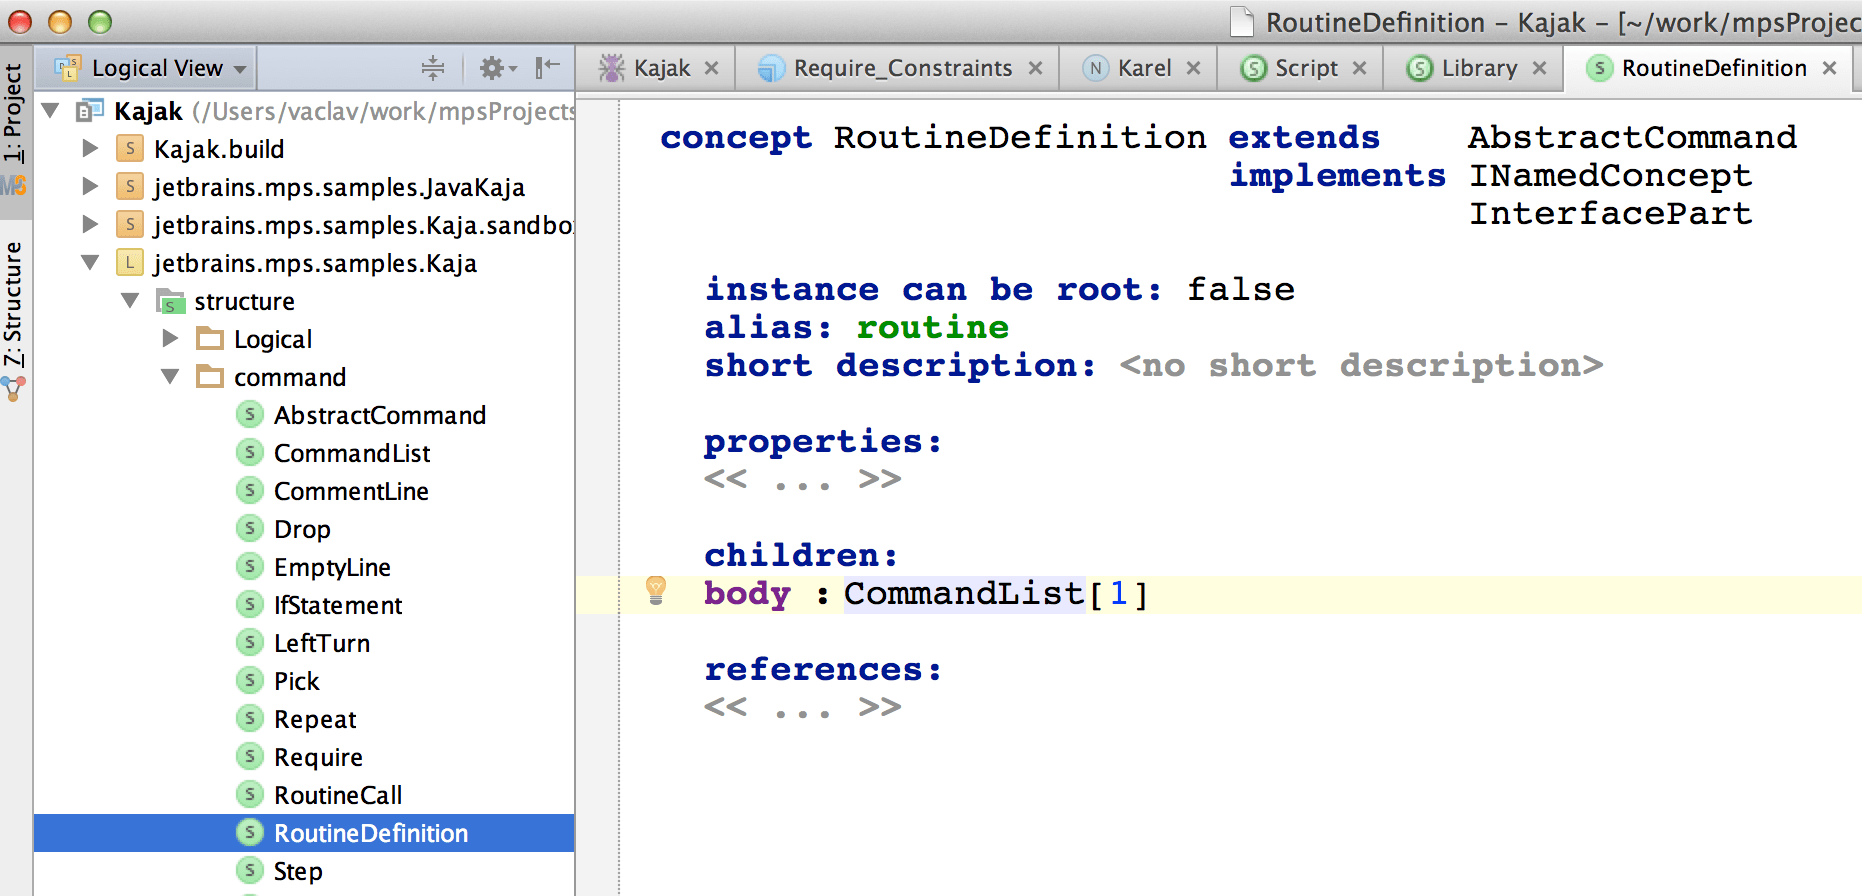 RoutineDefinition – Kajak – [~/work/mpsProjec
1: Project
7: Structure
Logical View
Kajak Require_Constraints N Karel S Script S Library S RoutineDefinition
Kajak (/Users/vaclav/work/mpsProjects
S Kajak.build
S jetbrains.mps.samples.JavaKaja
S jetbrains.mps.samples.Kaja.sandbo
L jetbrains.mps.samples.Kaja
S structure
Logical
command
S AbstractCommand
S CommandList
S CommentLine
S Drop
S EmptyLine
S IfStatement
S LeftTurn
S Pick
S Repeat
S Require
S RoutineCall
S RoutineDefinition
S Step
concept RoutineDefinition extends AbstractCommand
implements INamedConcept
InterfacePart
instance can be root: false
alias: routine
short description: <no short description>
properties:
<< ... >>
children:
body : CommandList[1]
references:
<< ... >>